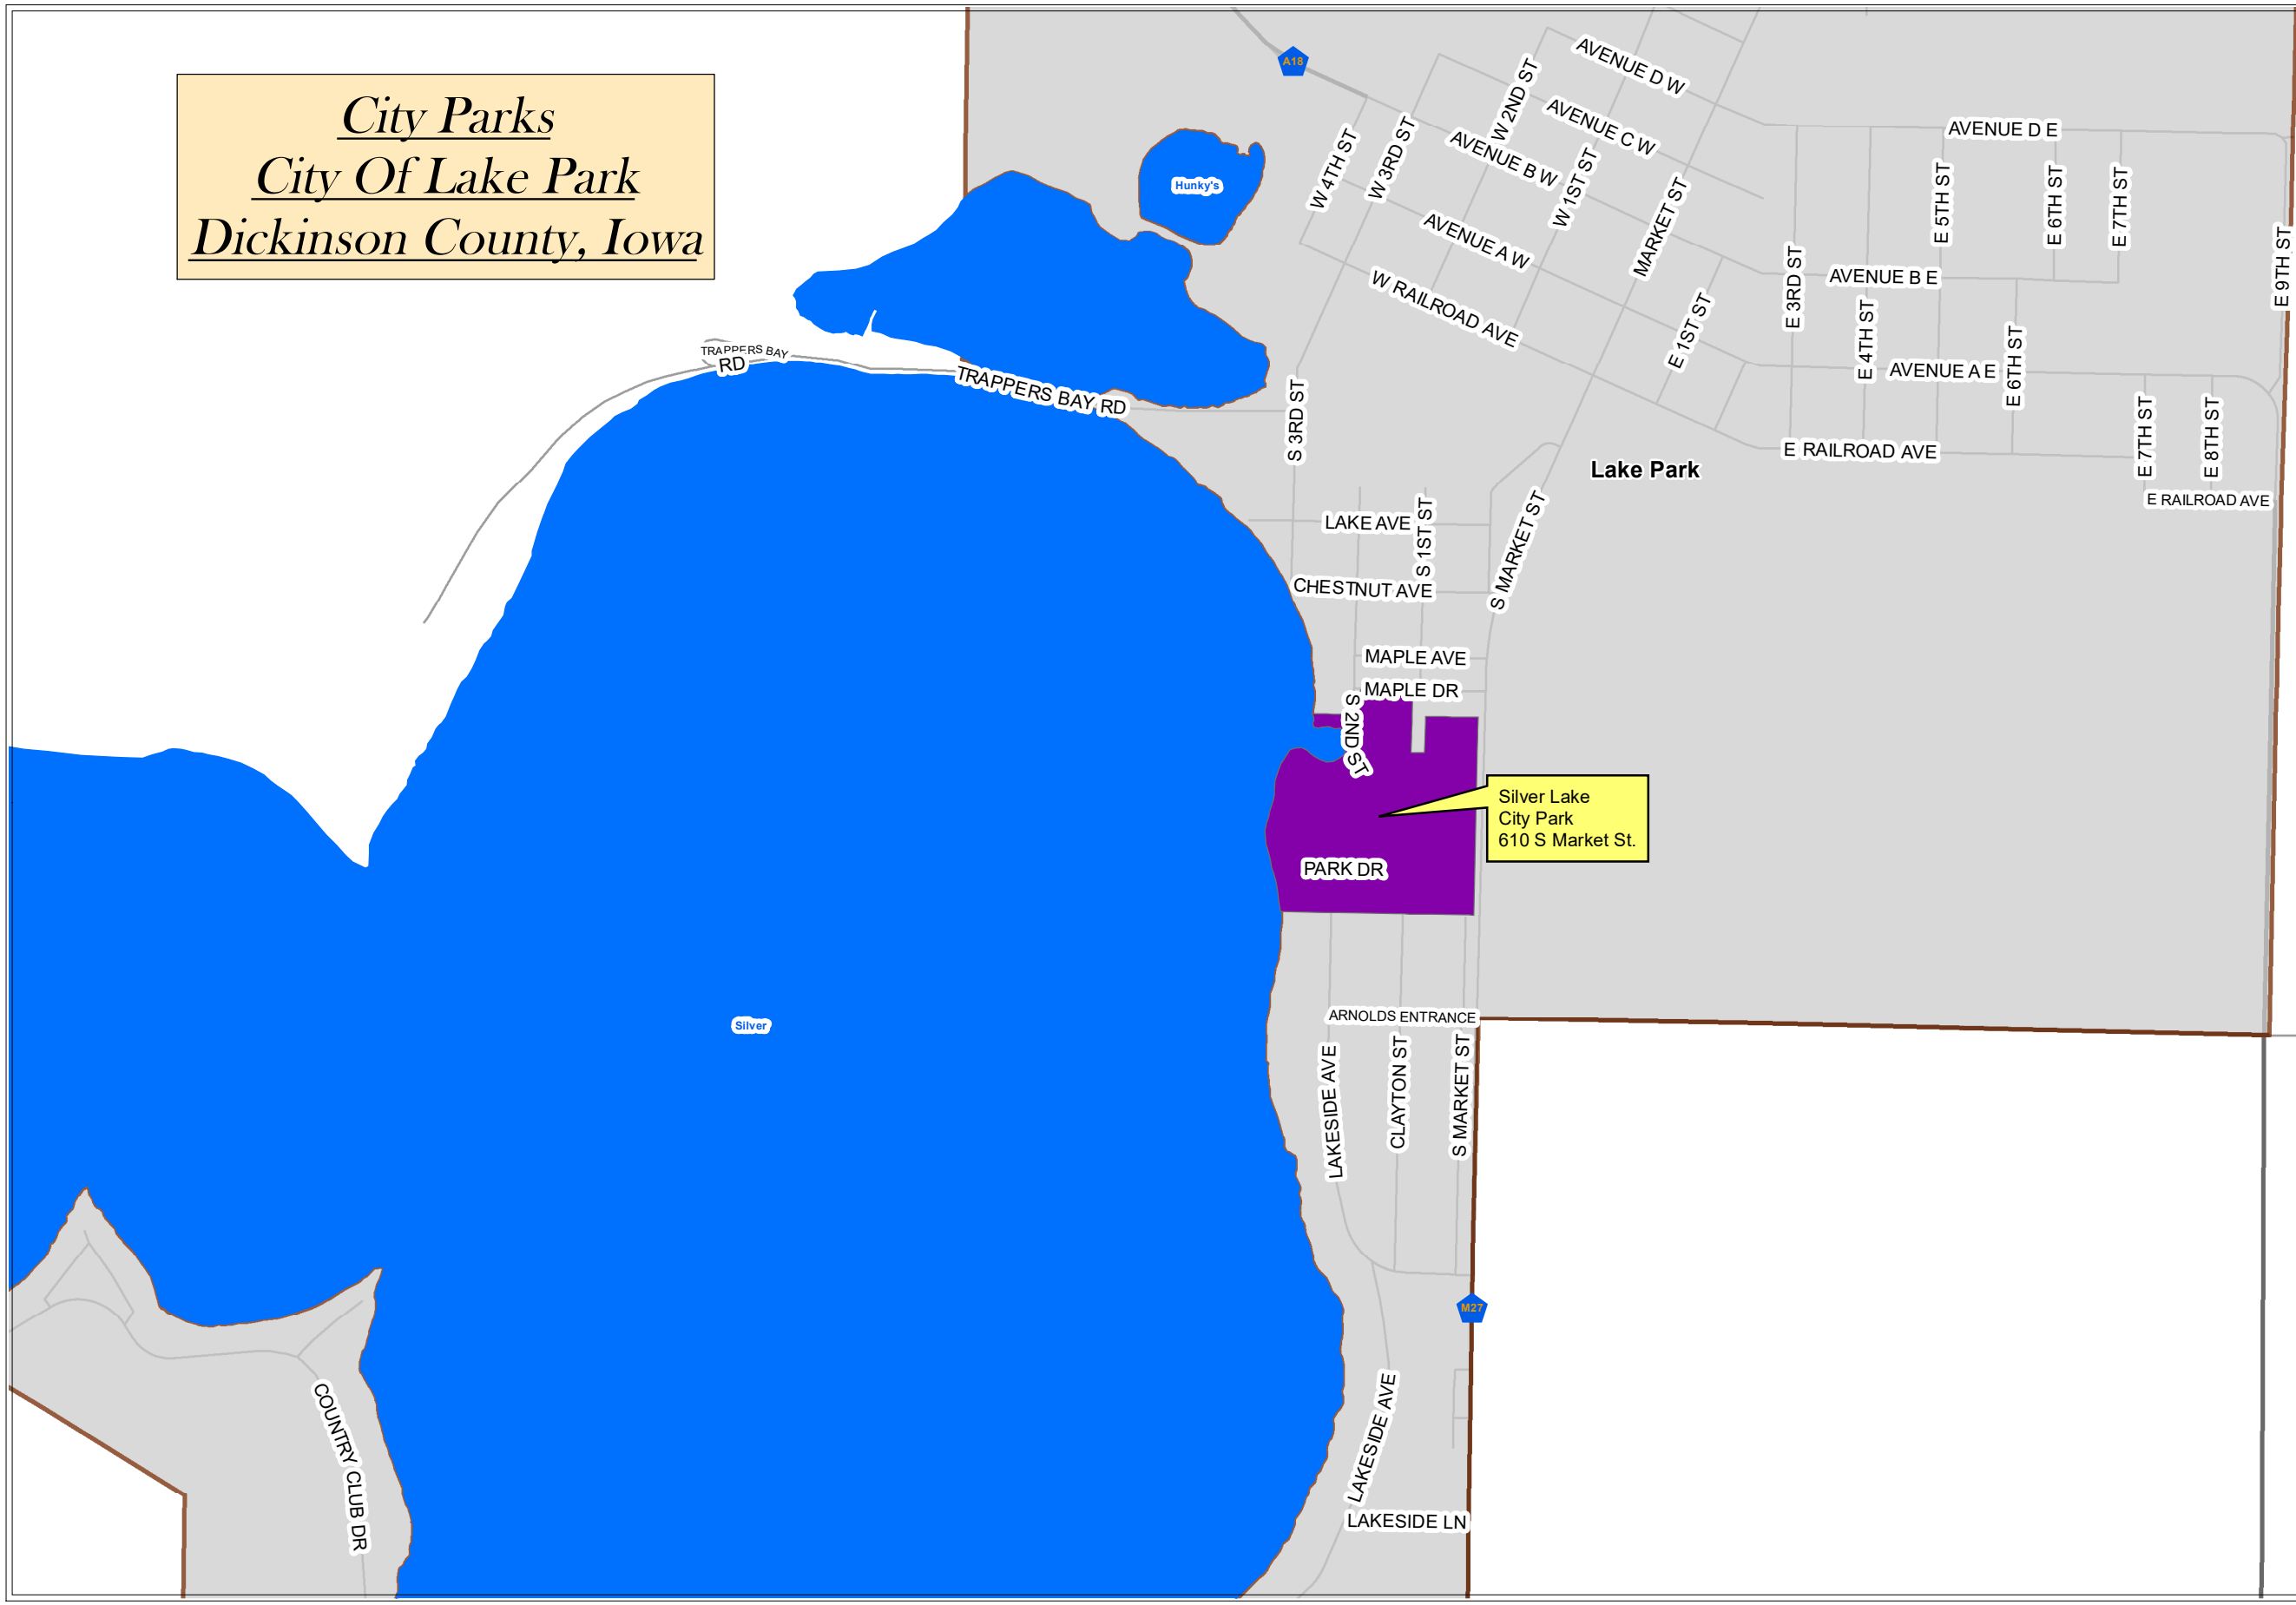 City Parks
City Of Lake Park
Dickinson County, Iowa
A18
AVENUE D W
W 2ND ST
AVENUE C W
AVENUE D E
W 4TH ST
W 3RD ST
AVENUE B W
W 1ST ST
MARKET ST
E 5TH ST
E 6TH ST
E 7TH ST
E 9TH ST
Hunky's
AVENUE A W
W RAILROAD AVE
E 1ST ST
E 3RD ST
AVENUE B E
E 4TH ST
E 6TH ST
AVENUE A E
TRAPPERS BAY
RD
TRAPPERS BAY RD
S 3RD ST
E 7TH ST
E 8TH ST
E RAILROAD AVE
Lake Park
E RAILROAD AVE
LAKE AVE
S 1ST ST
S MARKET ST
CHESTNUT AVE
MAPLE AVE
MAPLE DR
S 2ND ST
Silver Lake
City Park
610 S Market St.
PARK DR
Silver
ARNOLDS ENTRANCE
LAKESIDE AVE
CLAYTON ST
S MARKET ST
M27
COUNTRY CLUB DR
LAKESIDE AVE
LAKESIDE LN